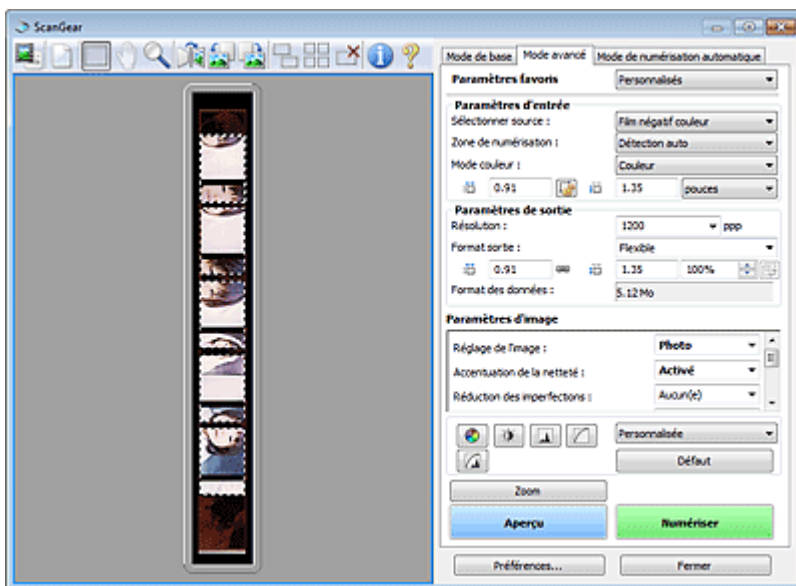 ScanGear
Mode de base Mode avancé Mode de numérisation automatique
Paramètres favoris Personnalisés
Paramètres d'entrée
Sélectionner source : Film négatif couleur
Zone de numérisation : Détection auto
Mode couleur : Couleur
0.91 1.35 pouces
Paramètres de sortie
Résolution : 1200 ppp
Format sortie : Flexible
0.91 1.35 100%
Format des données : 5.12 Mo
Paramètres d'image
Réglage de l'image : Photo
Accentuation de la netteté : Activé
Réduction des imperfections : Aucun(e)
Personnalisée
Défaut
Zoom
Aperçu Numériser
Préférences... Fermer